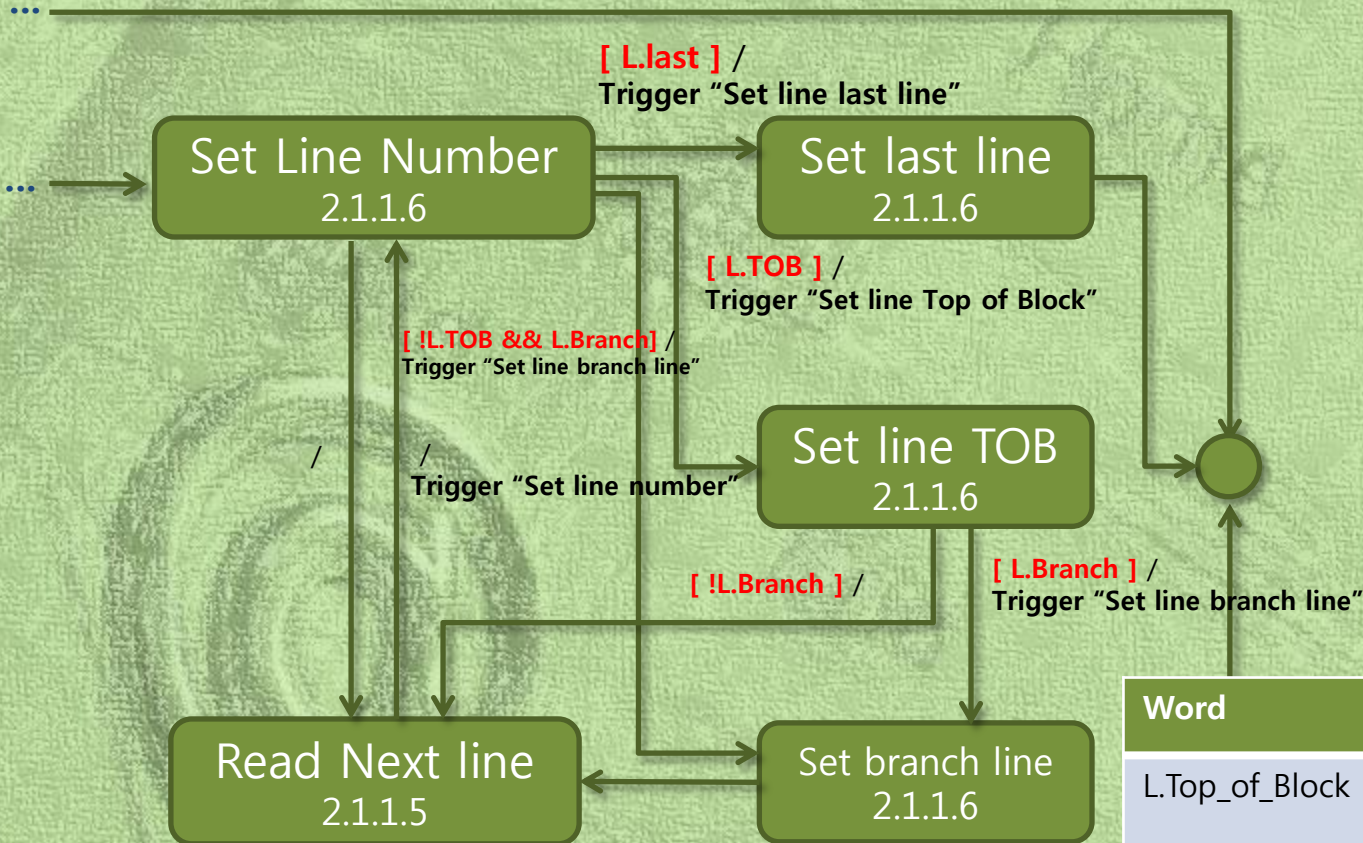 ...
[ L.last ] /
Trigger “Set line last line”
Set Line Number
2.1.1.6
Set last line
2.1.1.6
...
[ L.TOB ] /
Trigger “Set line Top of Block”
[ !L.TOB && L.Branch] /
Trigger “Set line branch line”
Set line TOB
2.1.1.6
/
/
Trigger “Set line number”
[ !L.Branch ] /
[ L.Branch ] /
Trigger “Set line branch line”
Read Next line
2.1.1.5
Set branch line
2.1.1.6
Word
L.Top_of_Block